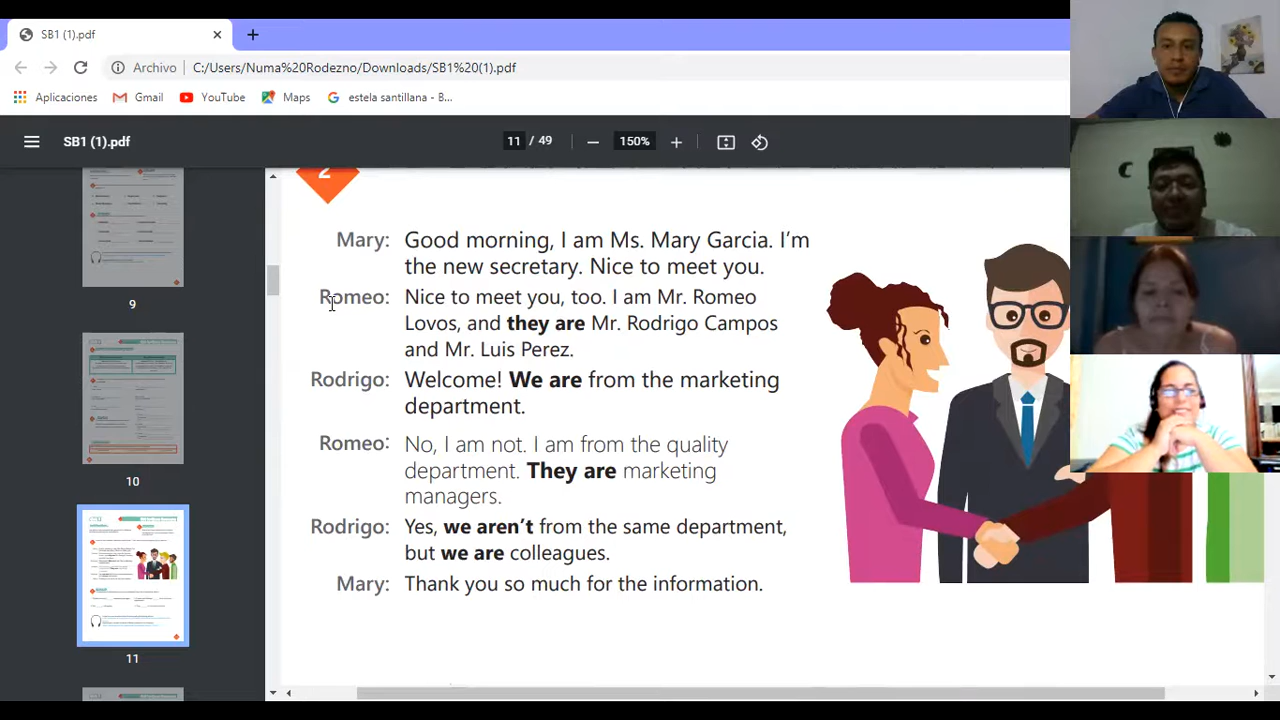 SB1 (1).pdf
Archivo C:/Users/Numa%20Rodezno/Downloads/SB1%20(1).pdf
Aplicaciones Gmail YouTube Maps estela santillana - B...
SB1 (1).pdf 11 / 49 150%
9
10
11
2
Mary: Good morning, I am Ms. Mary Garcia. I'm
the new secretary. Nice to meet you.
Romeo: Nice to meet you, too. I am Mr. Romeo
Lovos, and they are Mr. Rodrigo Campos
and Mr. Luis Perez.
Rodrigo: Welcome! We are from the marketing
department.
Romeo: No, I am not. I am from the quality
department. They are marketing
managers.
Rodrigo: Yes, we aren't from the same department,
but we are colleagues.
Mary: Thank you so much for the information.